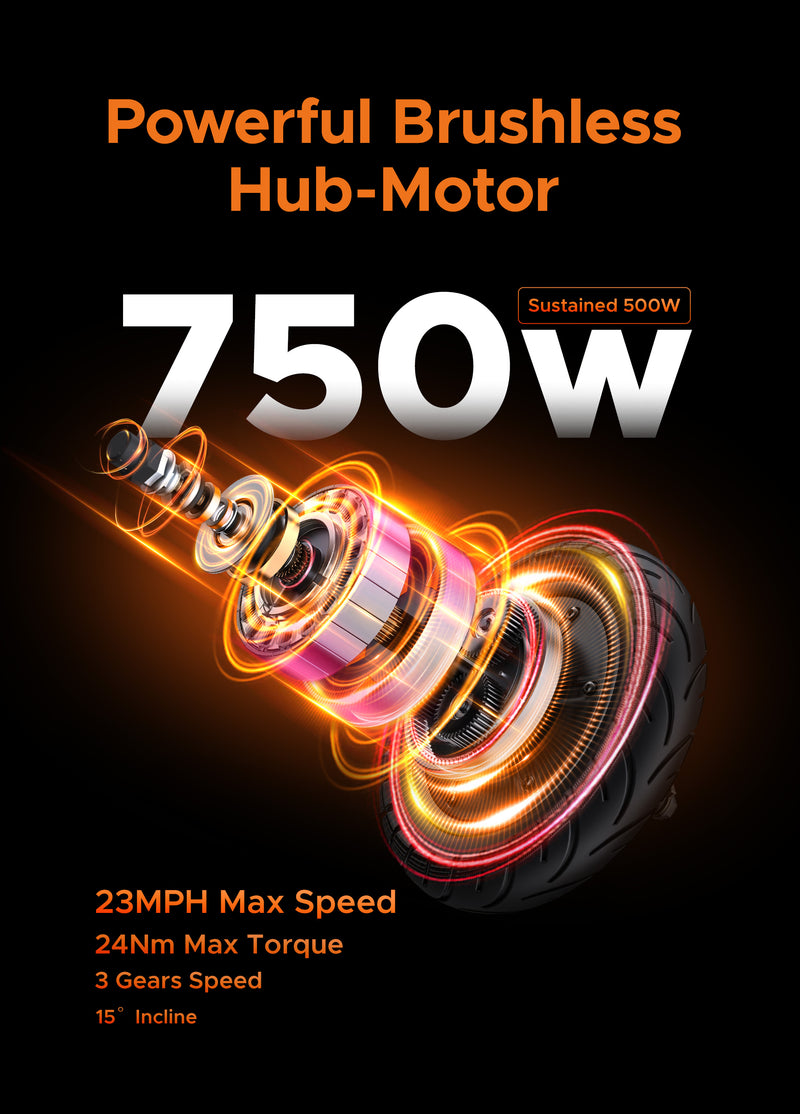 Powerful Brushless
Hub-Motor
Sustained 500W
750w
23MPH Max Speed
24Nm Max Torque
3 Gears Speed
15° Incline